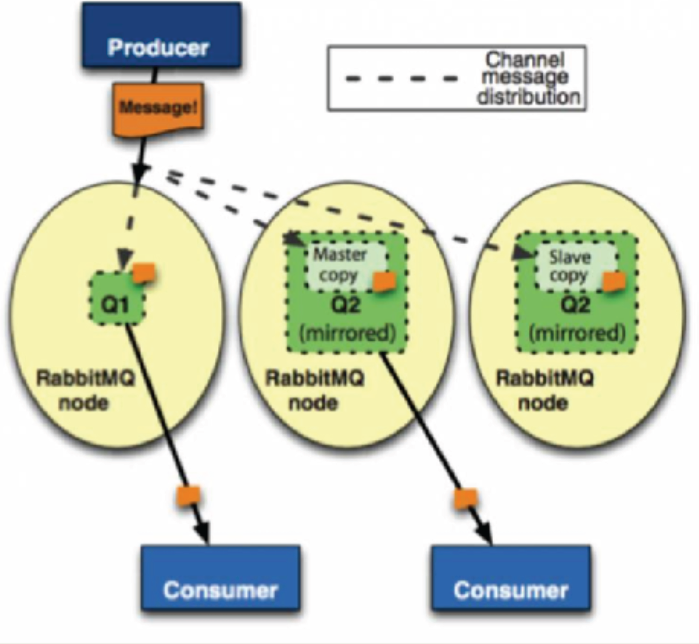 Producer
Message!
Channel
message
distribution
Q1
RabbitMQ
node
Master
copy
Q2
(mirrored)
RabbitMQ
node
Slave
copy
Q2
(mirrored)
RabbitMQ
node
Consumer
Consumer